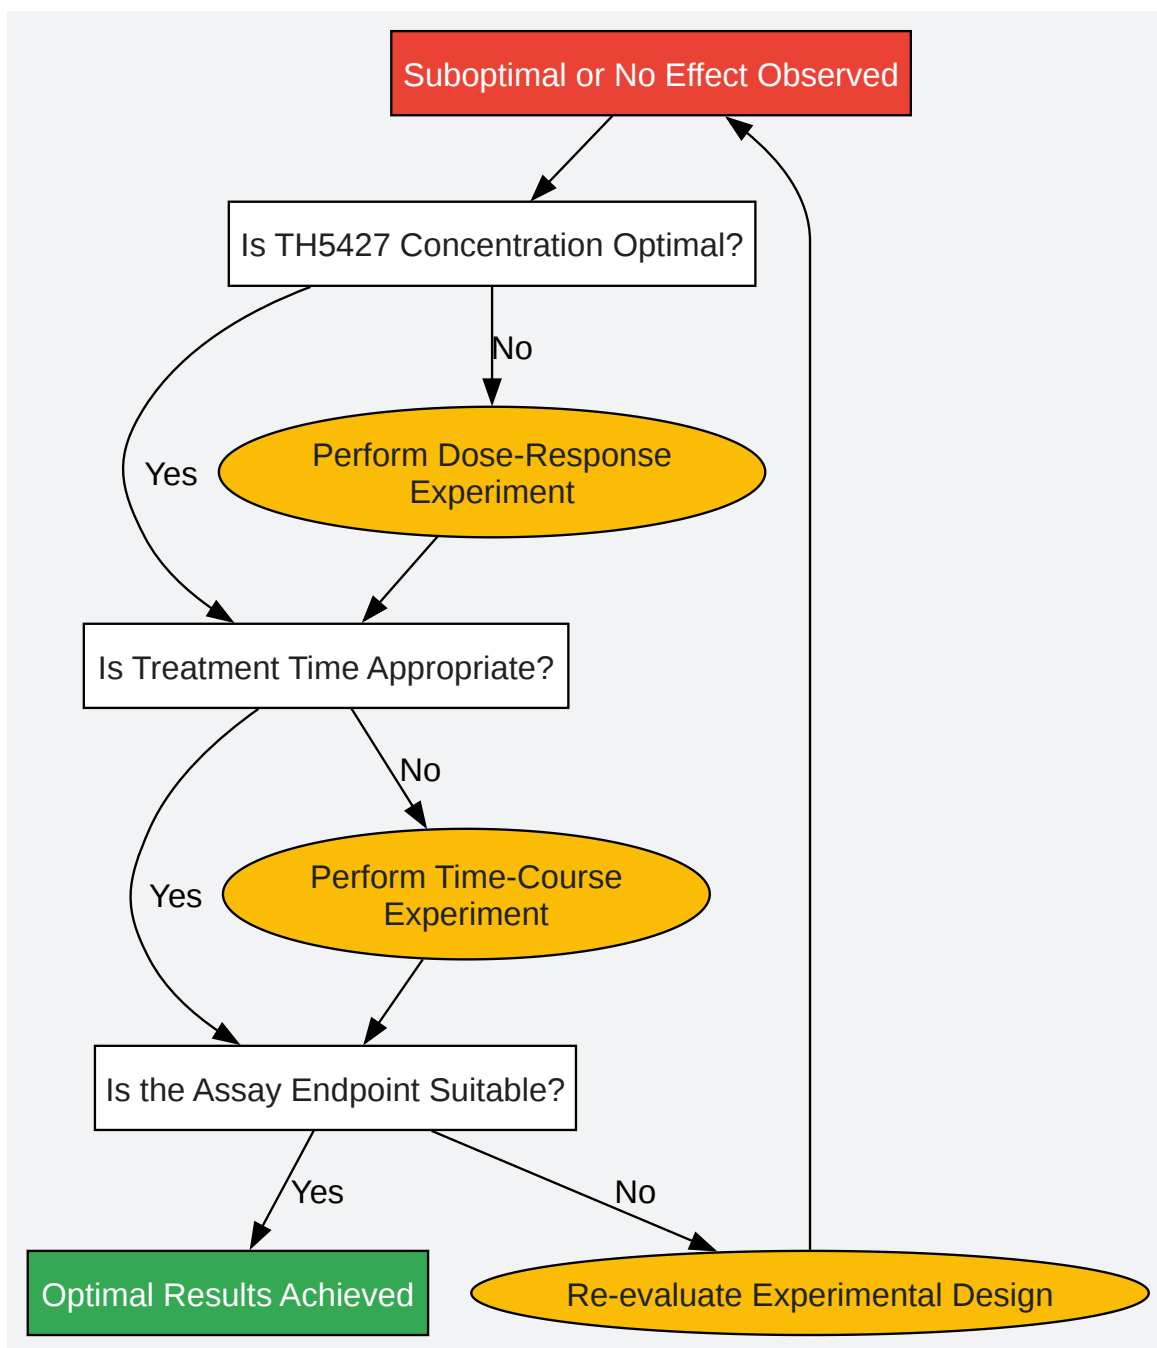 Suboptimal or No Effect Observed
Is TH5427 Concentration Optimal?
No
Perform Dose-Response
Experiment
Yes
Is Treatment Time Appropriate?
No
Perform Time-Course
Experiment
Yes
Is the Assay Endpoint Suitable?
Yes
No
Optimal Results Achieved
Re-evaluate Experimental Design